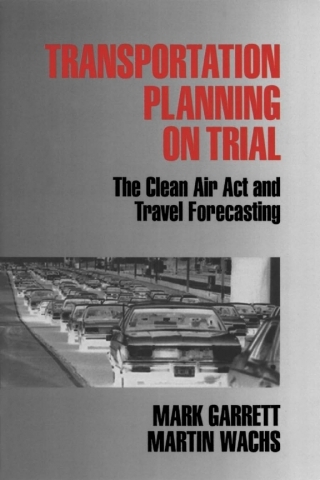 TRANSPORTATION
PLANNING
ON TRIAL
The Clean Air Act and
Travel Forecasting
MARK GARRETT
MARTIN WACHS